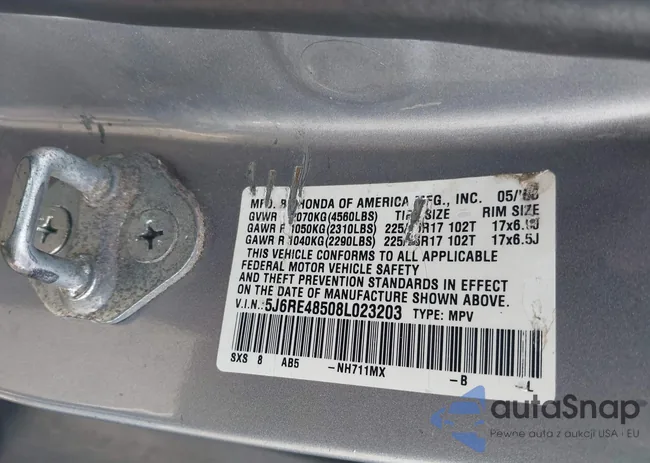 MFD. BY HONDA OF AMERICA MFG., INC. 05/
GVWR 2070KG(4560LBS) TIRE SIZE RIM SIZE
GAWR F 1050KG(2310LBS) 225/ R17 102T 17x6.5J
GAWR R 1040KG(2290LBS) 225/ R17 102T 17x6.5J
THIS VEHICLE CONFORMS TO ALL APPLICABLE
FEDERAL MOTOR VEHICLE SAFETY
AND THEFT PREVENTION STANDARDS IN EFFECT
ON THE DATE OF MANUFACTURE SHOWN ABOVE.
V.I.N.: 5J6RE48508L023203 TYPE: MPV
SXS 8 AB5 -NH711MX -B -L
autaSnap
Pewne auta z aukcji USA - EU